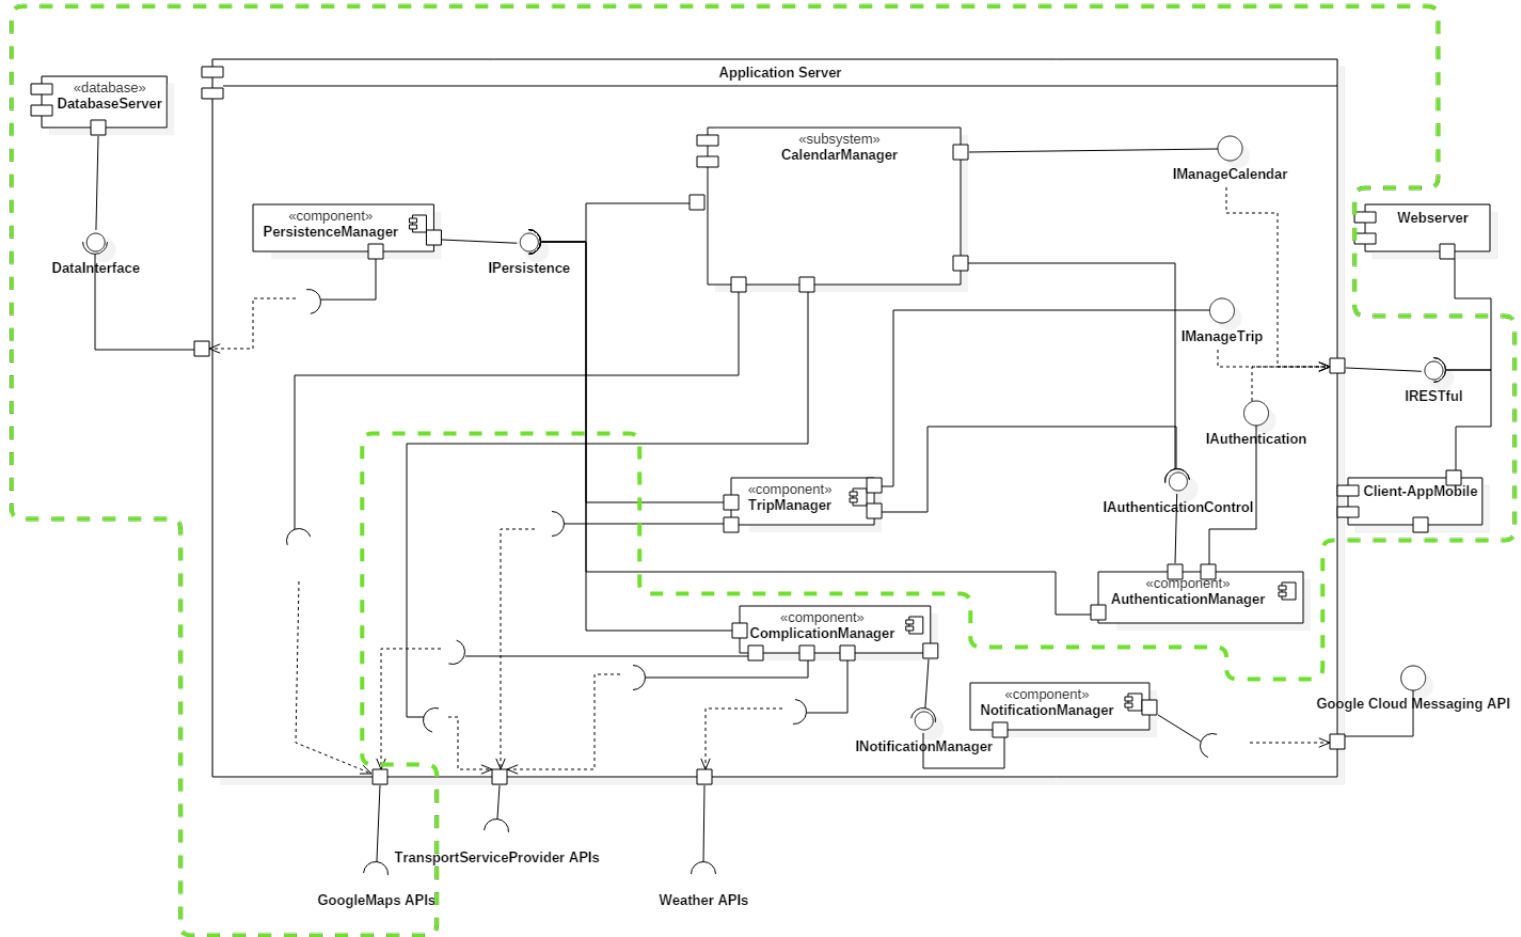 Application Server
«database»
DatabaseServer
«subsystem»
CalendarManager
IManageCalendar
«component»
PersistenceManager
Webserver
DataInterface
IPersistence
IManageTrip
IRESTful
IAuthentication
«component»
TripManager
Client-AppMobile
IAuthenticationControl
«component»
AuthenticationManager
«component»
ComplicationManager
«component»
NotificationManager
Google Cloud Messaging API
INotificationManager
TransportServiceProvider APIs
GoogleMaps APIs
Weather APIs